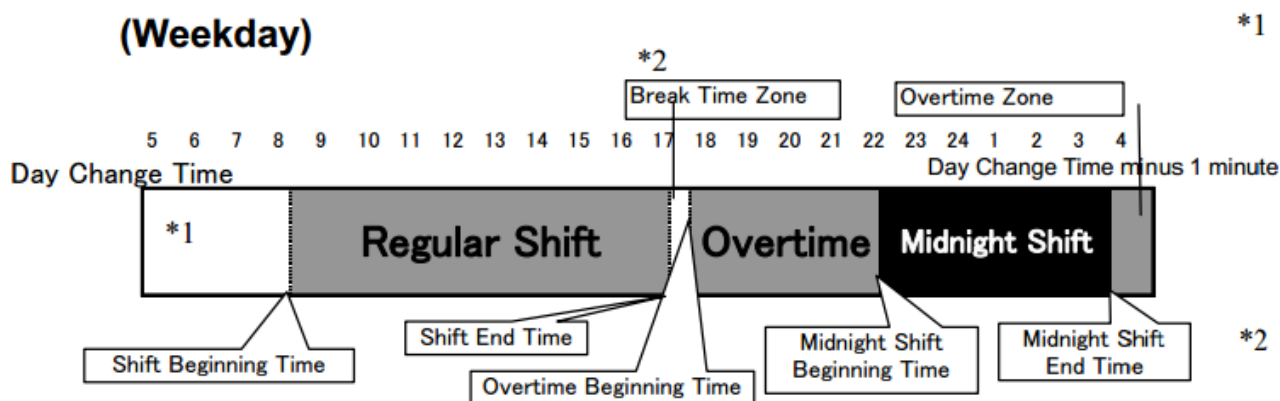 (Weekday)
*1
*2
Break Time Zone
Overtime Zone
5 6 7 8 9 10 11 12 13 14 15 16 17 18 19 20 21 22 23 24 1 2 3 4
Day Change Time
Day Change Time minus 1 minute
*1
Regular Shift
Overtime
Midnight Shift
Shift Beginning Time
Shift End Time
Overtime Beginning Time
Midnight Shift
Beginning Time
Midnight Shift
End Time
*2